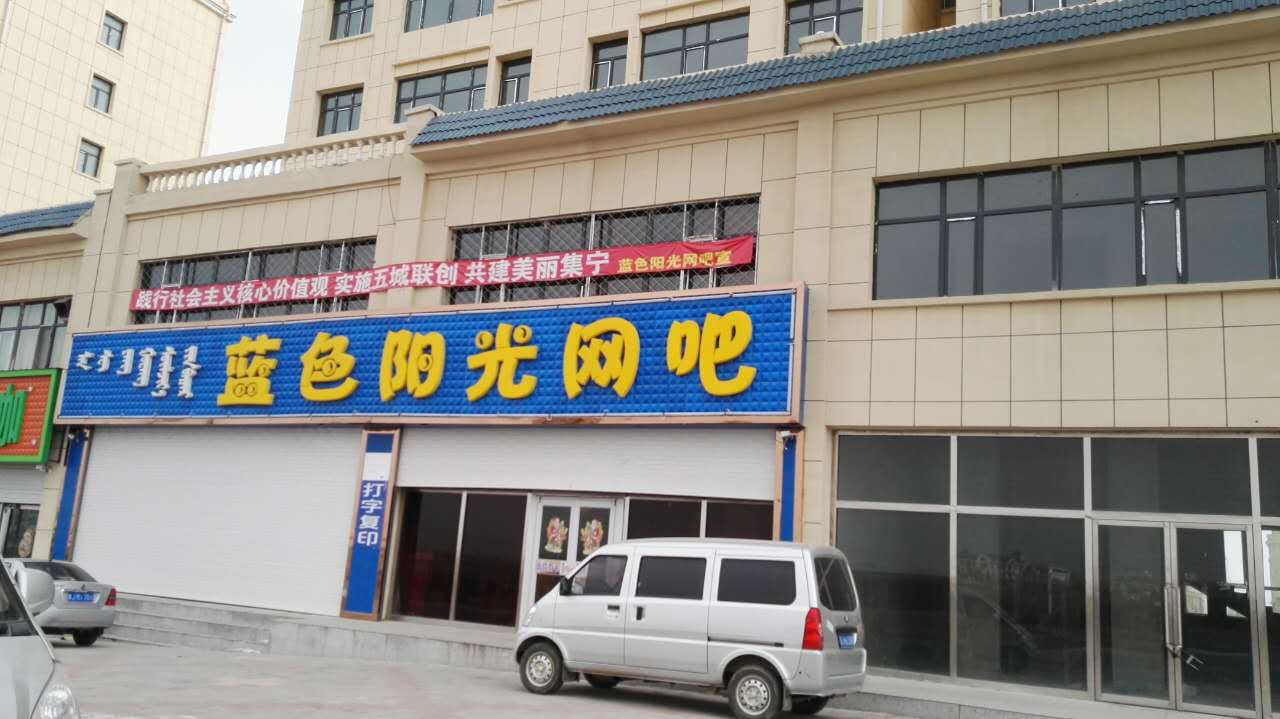 践行社会主义核心价值观 实施五城联创 共建美丽集宁 蓝色阳光网吧宣
蓝色阳光网吧
打字复印